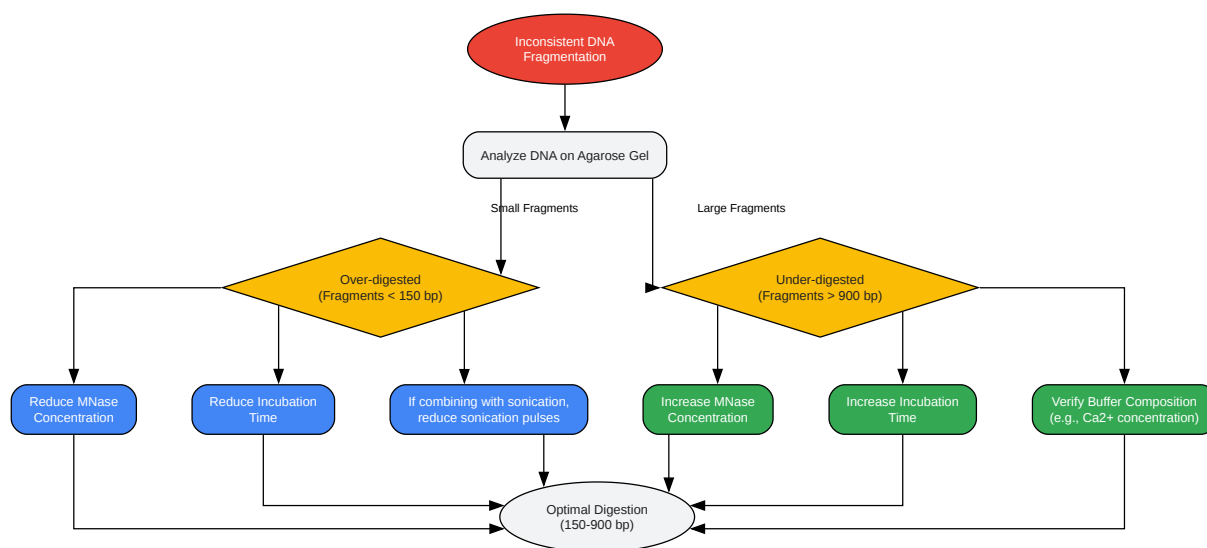 Inconsistent DNA
Fragmentation
Analyze DNA on Agarose Gel
Small Fragments
Large Fragments
Over-digested
(Fragments < 150 bp)
Under-digested
(Fragments > 900 bp)
Reduce MNase
Concentration
Reduce Incubation
Time
If combining with sonication,
reduce sonication pulses
Increase MNase
Concentration
Increase Incubation
Time
Verify Buffer Composition
(e.g., Ca2+ concentration)
Optimal Digestion
(150-900 bp)